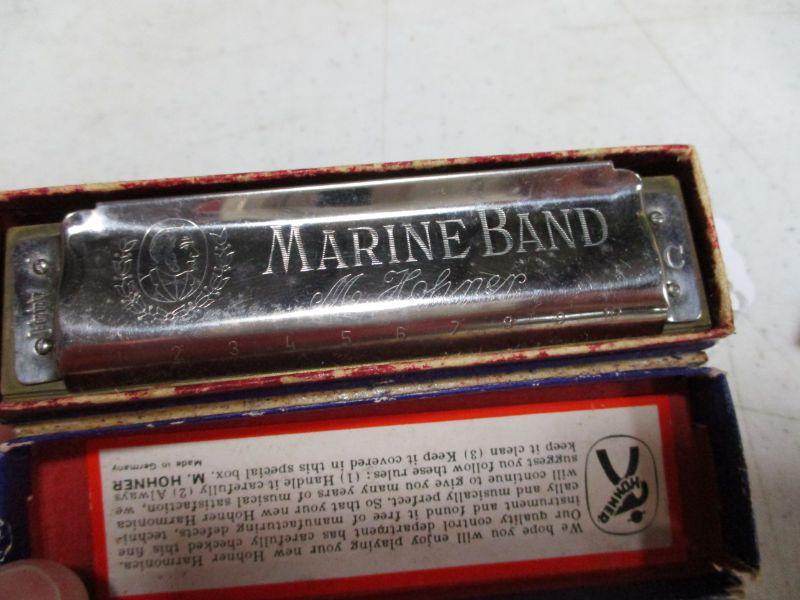 MARINE BAND
M. Hohner
C
2 3 4 5 6 7 8 9 10
We hope you will enjoy playing your new Hohner Harmonica.
Our quality control department has carefully checked this fine
instrument and found it free of manufacturing defects, techni-
cally and musically perfect. So that your new Hohner Harmonica
will continue to give you many years of musical satisfaction, we
suggest you follow these rules: (1) Handle it carefully (2) Always
keep it clean (3) Keep it covered in this special box.
M. HOHNER
Made in Germany
HOHNER